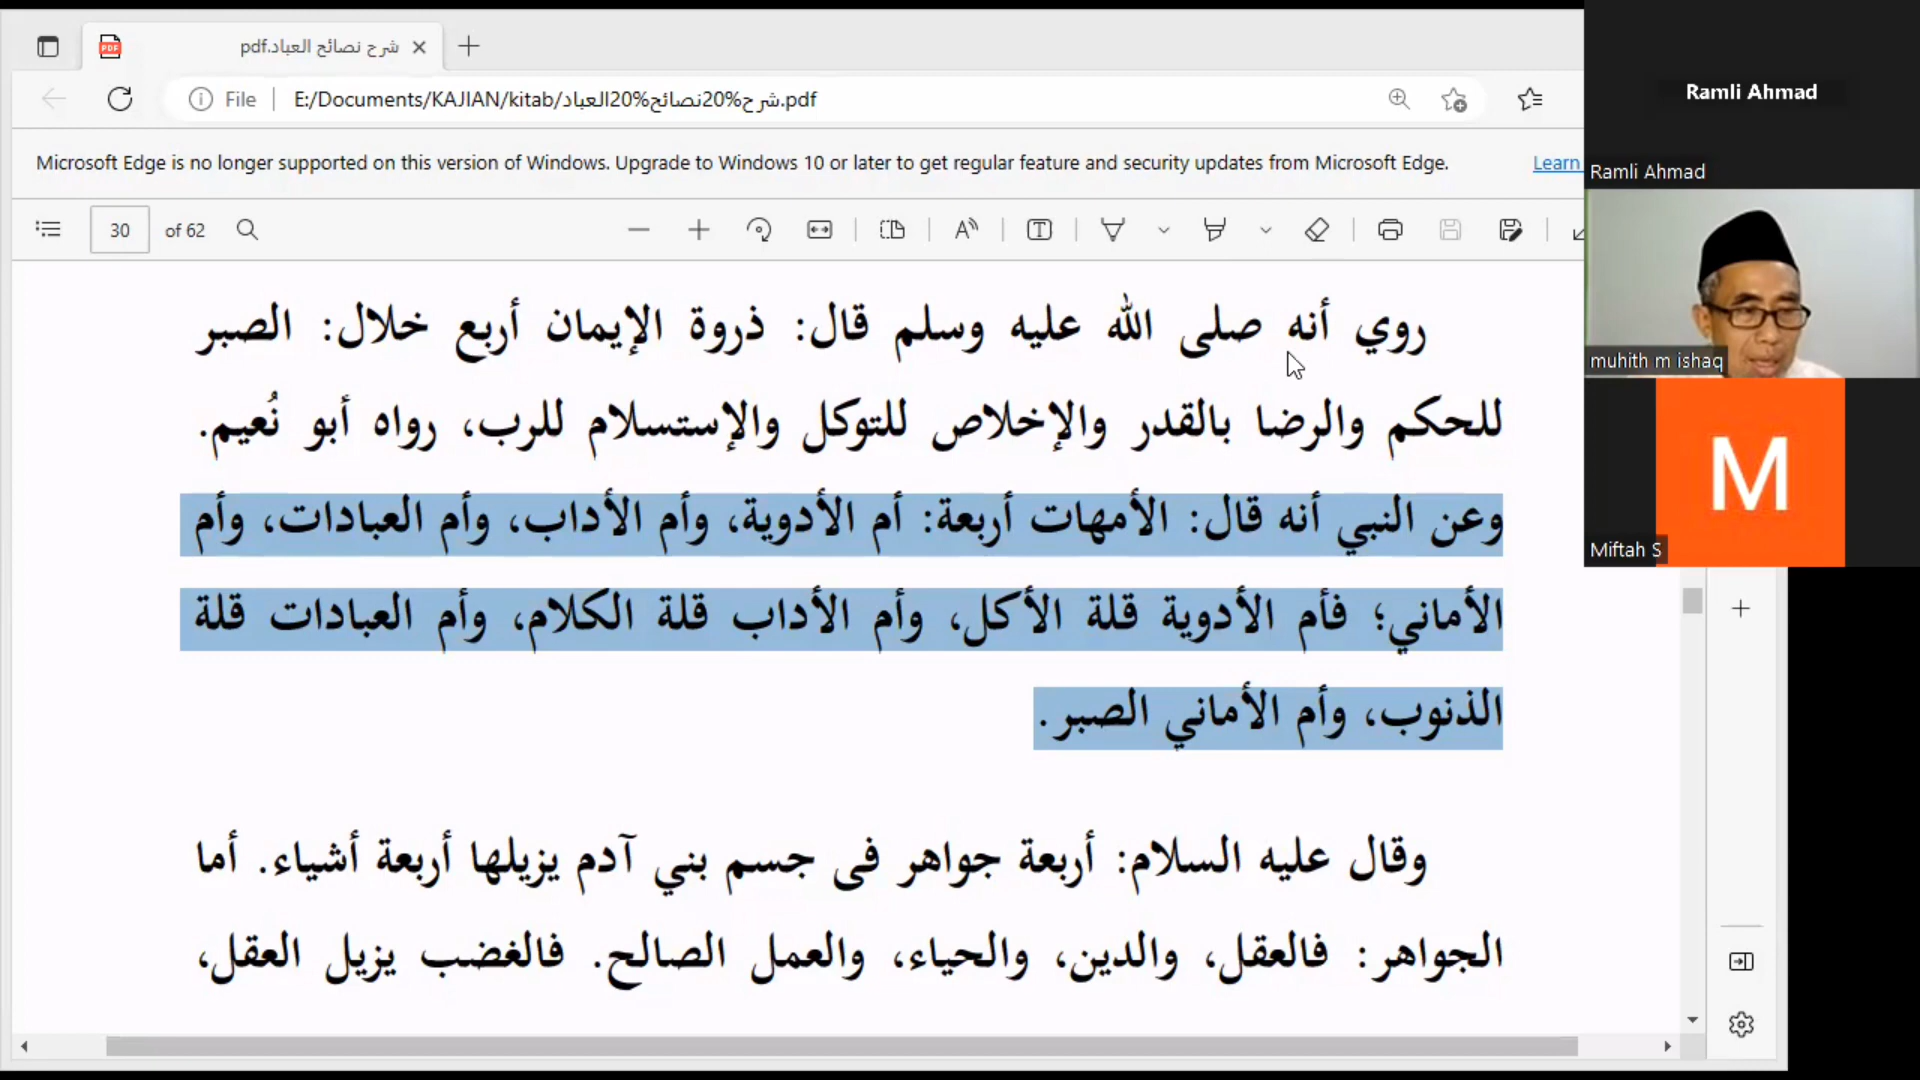 شرح نصائح العباد.pdf
File
E:/Documents/KAJIAN/kitab/شرح%20نصائح%20العباد.pdf
Microsoft Edge is no longer supported on this version of Windows. Upgrade to Windows 10 or later to get regular feature and security updates from Microsoft Edge.
Learn
30 of 62
روي أنه صلى الله عليه وسلم قال: ذروة الإيمان أربع خلال: الصبر
للحكم والرضا بالقدر والإخلاص للتوكل والإستسلام للرب، رواه أبو نُعيم.
وعن النبي أنه قال: الأمهات أربعة: أم الأدوية، وأم الأداب، وأم العبادات، وأم
الأماني؛ فأم الأدوية قلة الأكل، وأم الأداب قلة الكلام، وأم العبادات قلة
الذنوب، وأم الأماني الصبر.
وقال عليه السلام: أربعة جواهر فى جسم بني آدم يزيلها أربعة أشياء. أما
الجواهر: فالعقل، والدين، والحياء، والعمل الصالح. فالغضب يزيل العقل،
Ramli Ahmad
Ramli Ahmad
muhith m ishaq
M
Miftah S